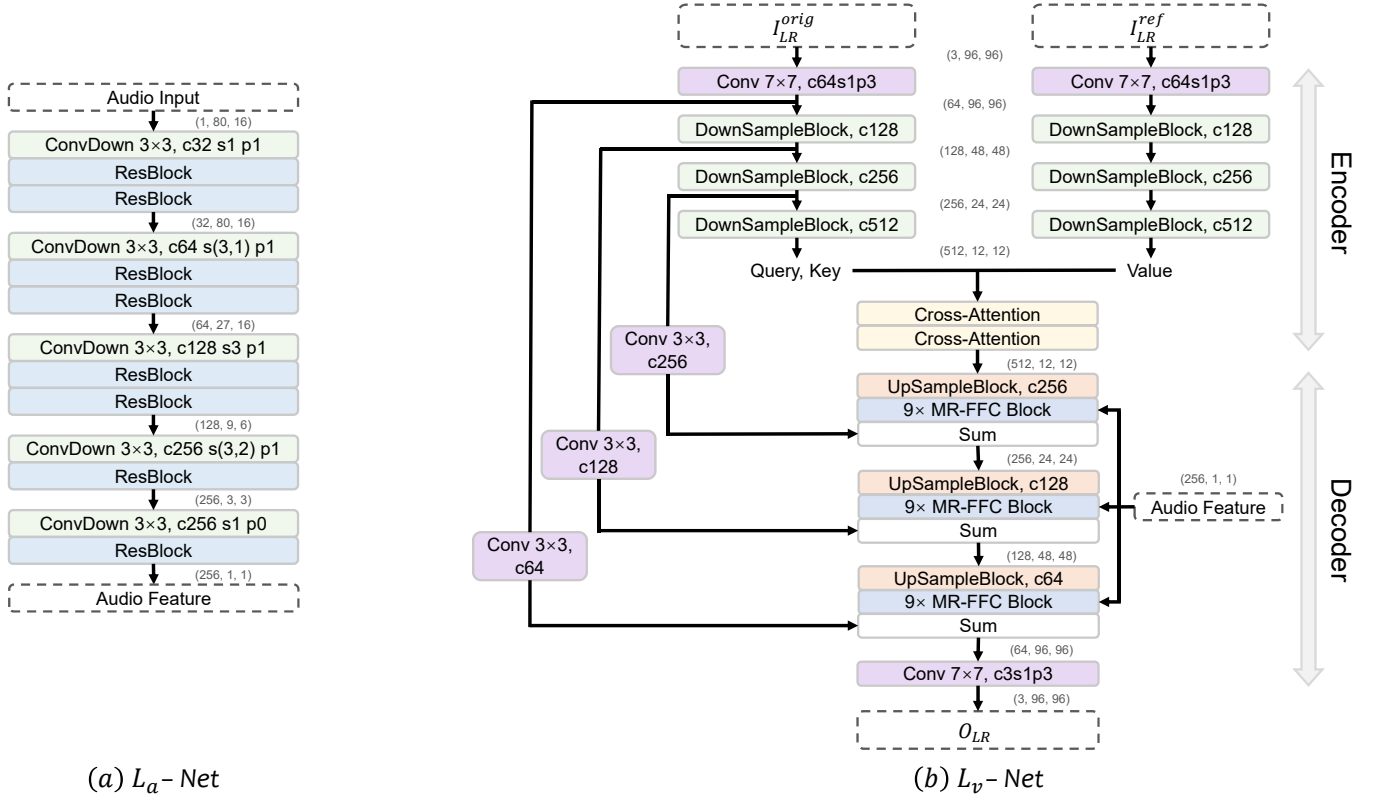 Audio Input
(1, 80, 16)
ConvDown 3×3, c32 s1 p1
ResBlock
ResBlock
(32, 80, 16)
ConvDown 3×3, c64 s(3,1) p1
ResBlock
ResBlock
(64, 27, 16)
ConvDown 3×3, c128 s3 p1
ResBlock
ResBlock
(128, 9, 6)
ConvDown 3×3, c256 s(3,2) p1
ResBlock
(256, 3, 3)
ConvDown 3×3, c256 s1 p0
ResBlock
(256, 1, 1)
Audio Feature
(a) L_a – Net
I_{LR}^{orig}
I_{LR}^{ref}
(3, 96, 96)
Conv 7×7, c64s1p3
Conv 7×7, c64s1p3
(64, 96, 96)
DownSampleBlock, c128
DownSampleBlock, c128
(128, 48, 48)
DownSampleBlock, c256
DownSampleBlock, c256
(256, 24, 24)
DownSampleBlock, c512
DownSampleBlock, c512
(512, 12, 12)
Query, Key
Value
Cross-Attention
Cross-Attention
(512, 12, 12)
Conv 3×3,
c256
Conv 3×3,
c128
Conv 3×3,
c64
UpSampleBlock, c256
9× MR-FFC Block
Sum
(256, 24, 24)
UpSampleBlock, c128
9× MR-FFC Block
Sum
(128, 48, 48)
UpSampleBlock, c64
9× MR-FFC Block
Sum
(64, 96, 96)
Conv 7×7, c3s1p3
(3, 96, 96)
O_{LR}
(256, 1, 1)
Audio Feature
Encoder
Decoder
(b) L_v – Net